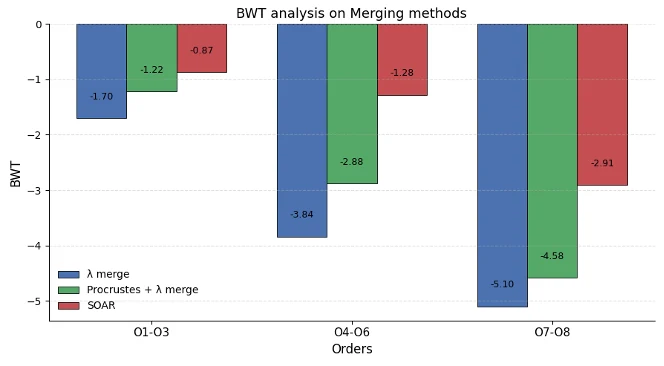 BWT analysis on Merging methods
BWT
0
−1
−2
−3
−4
−5
-1.70
-1.22
-0.87
-3.84
-2.88
-1.28
-5.10
-4.58
-2.91
λ merge
Procrustes + λ merge
SOAR
O1-O3
O4-O6
O7-O8
Orders